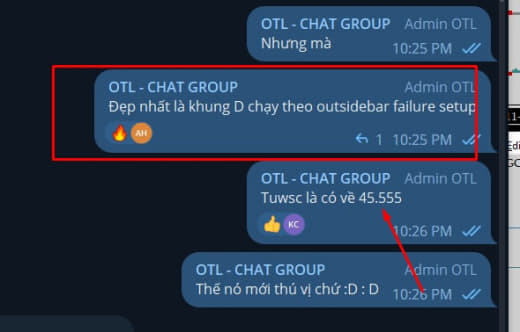 OTL - CHAT GROUP Admin OTL
Nhưng mà
10:25 PM
OTL - CHAT GROUP Admin OTL
Đẹp nhất là khung D chạy theo outsidebar failure setup
AH
1 10:25 PM
OTL - CHAT GROUP Admin OTL
Tuwsc là có về 45.555
KC
10:26 PM
OTL - CHAT GROUP Admin OTL
Thế nó mới thú vị chứ :D : D
10:26 PM